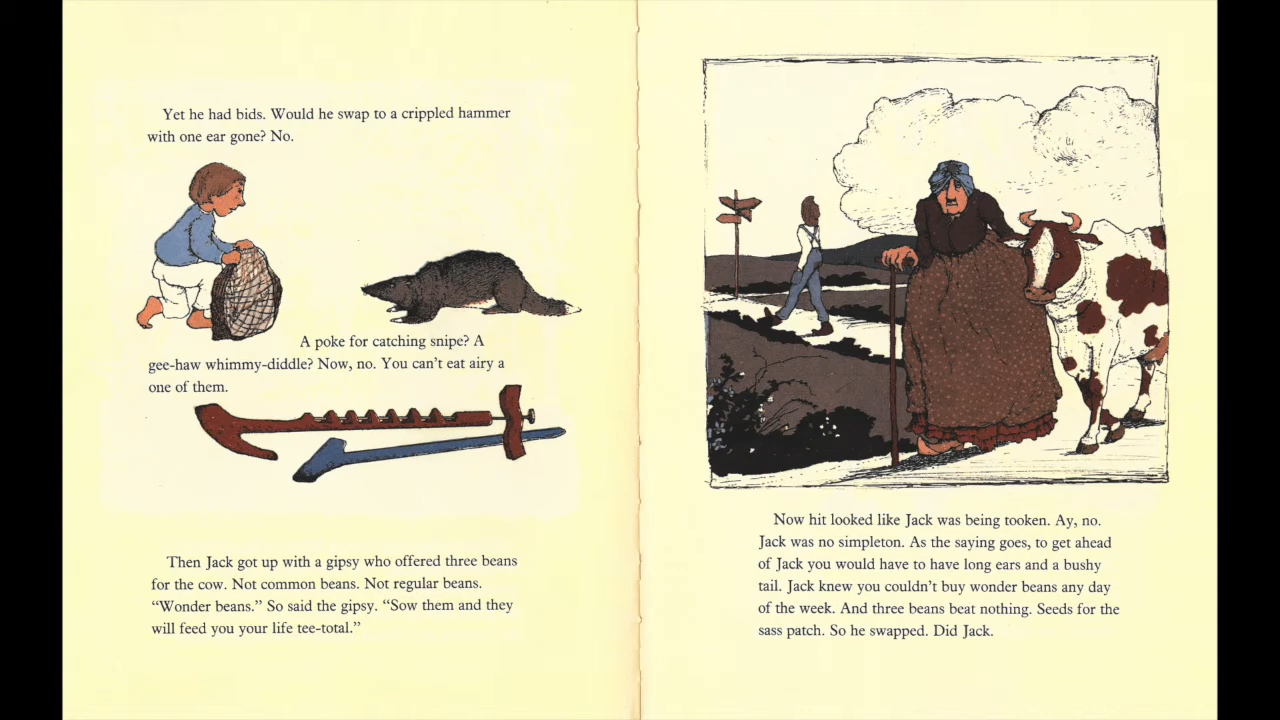 Yet he had bids. Would he swap to a crippled hammer
with one ear gone? No.
A poke for catching snipe? A
gee-haw whimmy-diddle? Now, no. You can't eat airy a
one of them.
Then Jack got up with a gipsy who offered three beans
for the cow. Not common beans. Not regular beans.
"Wonder beans." So said the gipsy. "Sow them and they
will feed you your life tee-total."
Now hit looked like Jack was being tooken. Ay, no.
Jack was no simpleton. As the saying goes, to get ahead
of Jack you would have to have long ears and a bushy
tail. Jack knew you couldn't buy wonder beans any day
of the week. And three beans beat nothing. Seeds for the
sass patch. So he swapped. Did Jack.